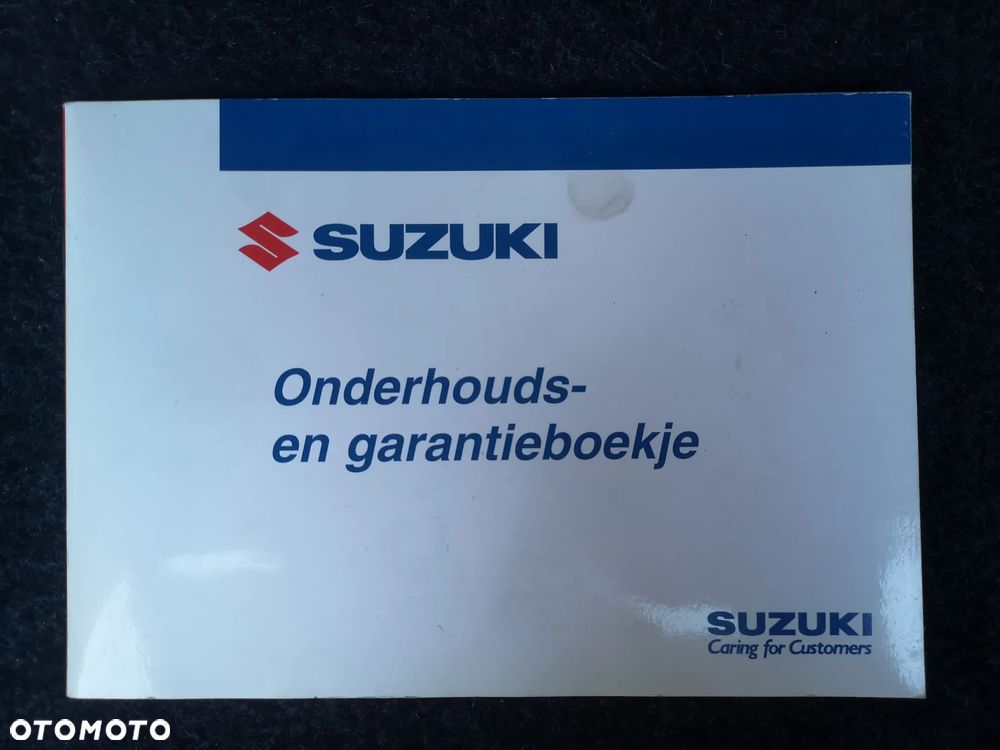 SUZUKI
Onderhouds-
en garantieboekje
SUZUKI
Caring for Customers
OTOMOTO